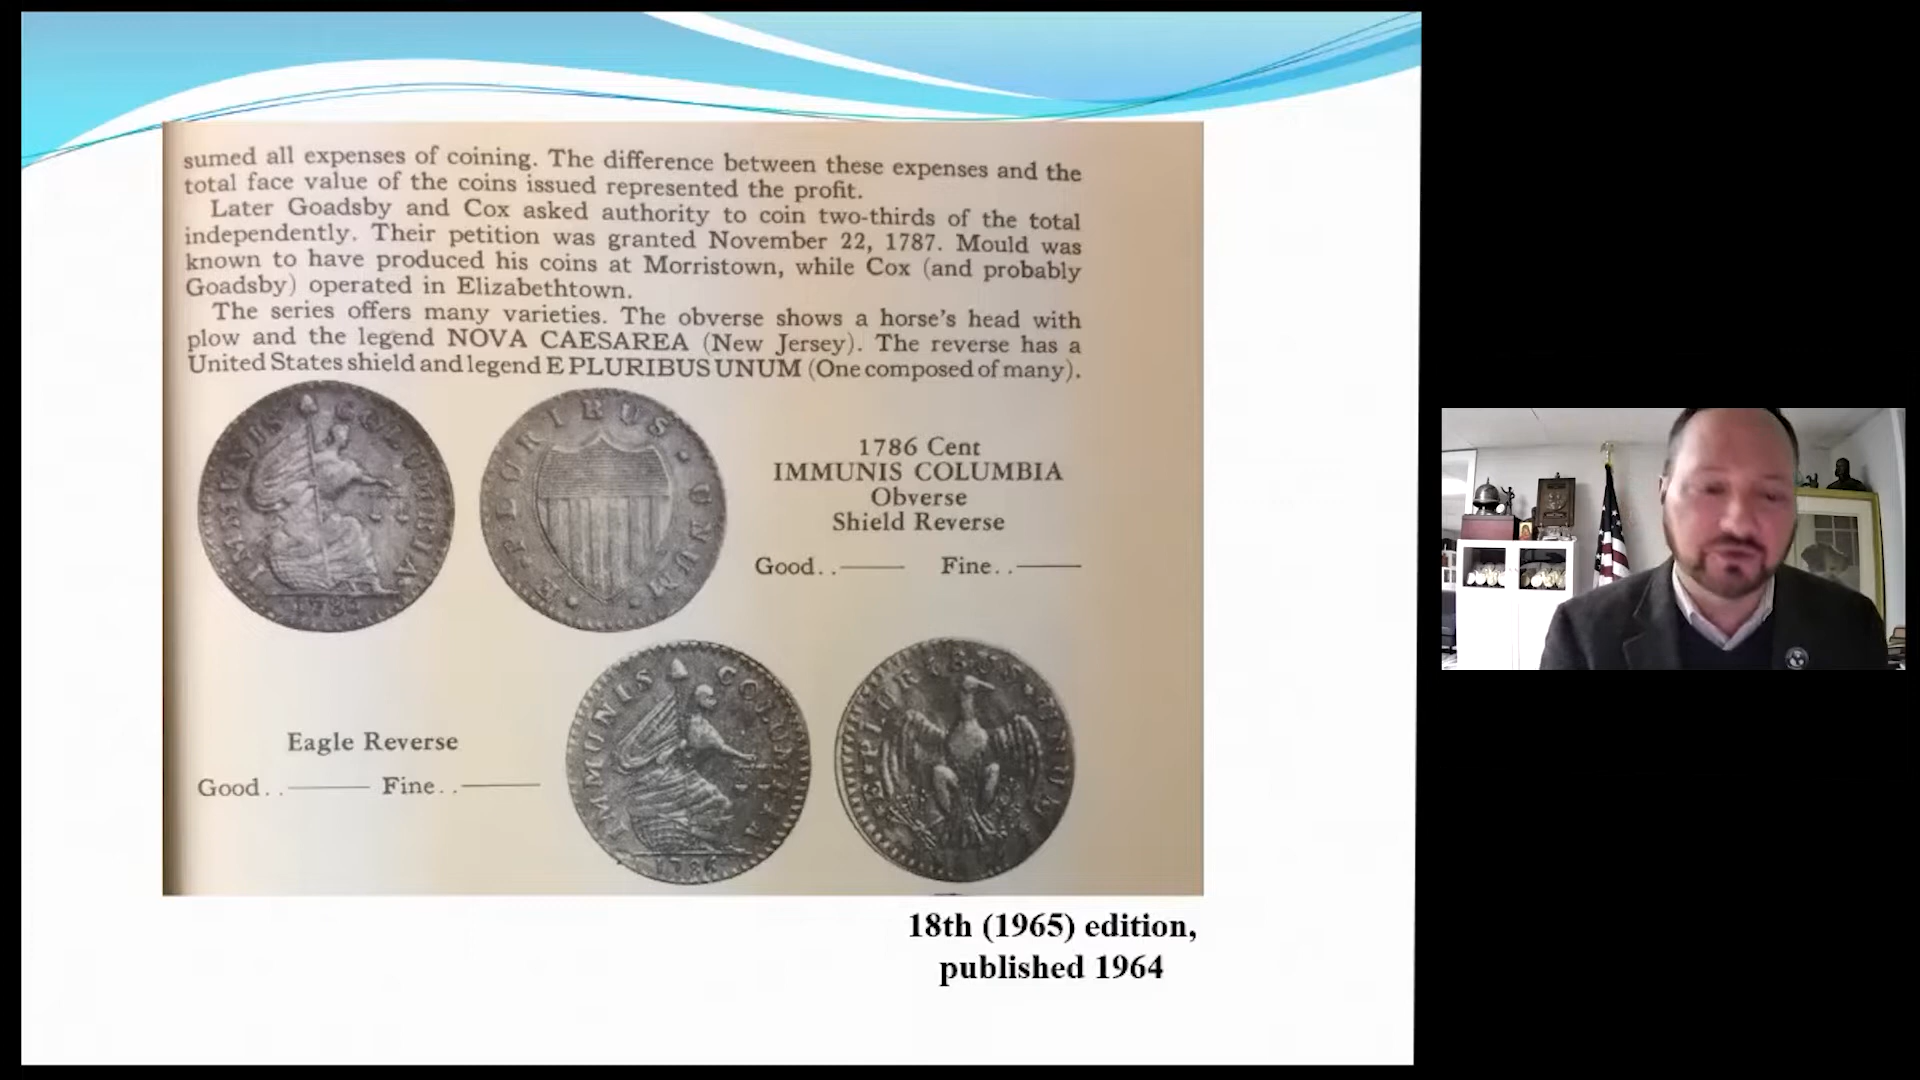 sumed all expenses of coining. The difference between these expenses and the
total face value of the coins issued represented the profit.
Later Goadsby and Cox asked authority to coin two-thirds of the total
independently. Their petition was granted November 22, 1787. Mould was
known to have produced his coins at Morristown, while Cox (and probably
Goadsby) operated in Elizabethtown.
The series offers many varieties. The obverse shows a horse's head with
plow and the legend NOVA CAESAREA (New Jersey). The reverse has a
United States shield and legend E PLURIBUS UNUM (One composed of many).
IMMUNIS COLUMBIA
1786
E PLURIBUS UNUM
1786 Cent
IMMUNIS COLUMBIA
Obverse
Shield Reverse
Good.. Fine..
Eagle Reverse
Good.. Fine..
IMMUNIS COLUMBIA
1786
E PLURIBUS UNUM
18th (1965) edition,
published 1964